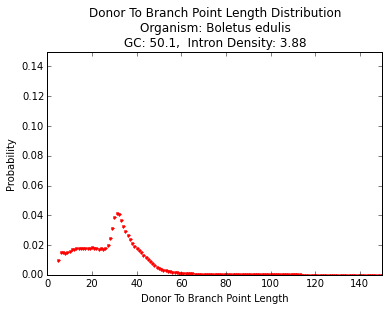 Donor To Branch Point Length Distribution
Organism: Boletus edulis
GC: 50.1,  Intron Density: 3.88
0.14
0.12
0.10
0.08
0.06
0.04
0.02
0.00
Probability
0 20 40 60 80 100 120 140
Donor To Branch Point Length